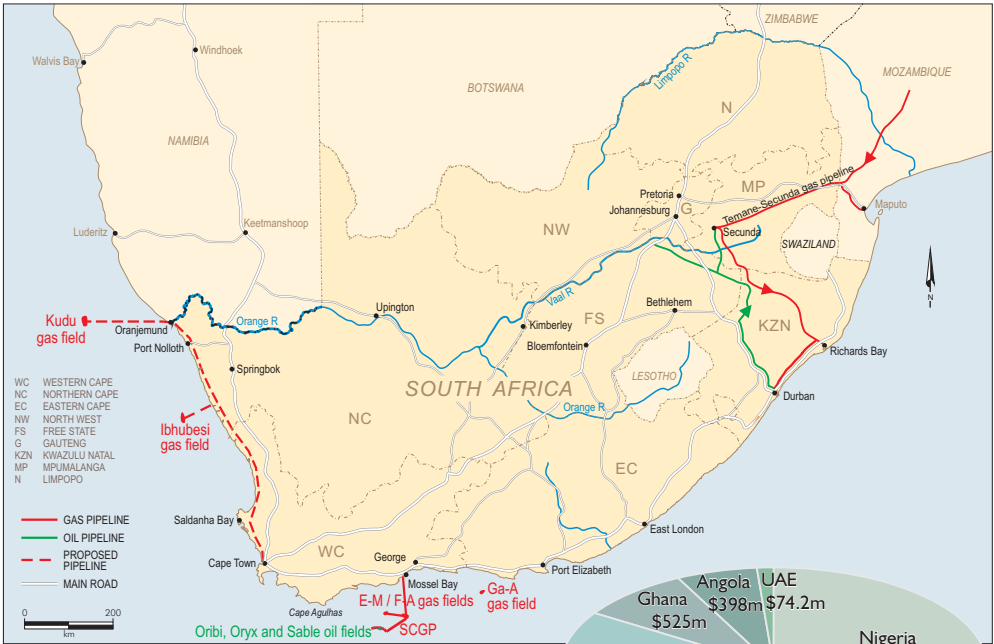 ZIMBABWE
Windhoek
Walvis Bay
Limpopo R
BOTSWANA
MOZAMBIQUE
NAMIBIA
N
Pretoria
MP
Temane-Secunda gas pipeline
Johannesburg
G
Maputo
Luderitz
Keetmanshoop
NW
Secunda
SWAZILAND
N
Vaal R
Kudu
gas field
Oranjemund
Orange R
Upington
Bethlehem
Kimberley
FS
KZN
Port Nolloth
Bloemfontein
Richards Bay
Springbok
LESOTHO
SOUTH AFRICA
Durban
WC WESTERN CAPE
NC NORTHERN CAPE
EC EASTERN CAPE
NW NORTH WEST
FS FREE STATE
G GAUTENG
KZN KWAZULU NATAL
MP MPUMALANGA
N LIMPOPO
NC
Orange R
Ibhubesi
gas field
EC
GAS PIPELINE
OIL PIPELINE
PROPOSED
PIPELINE
MAIN ROAD
Saldanha Bay
East London
WC
George
Cape Town
Port Elizabeth
Mossel Bay
Ga-A
gas field
E-M / F-A gas fields
Cape Agulhas
0 200
km
Oribi, Oryx and Sable oil fields
SCGP
Angola
$398m
UAE
$74.2m
Ghana
$525m
Nigeria